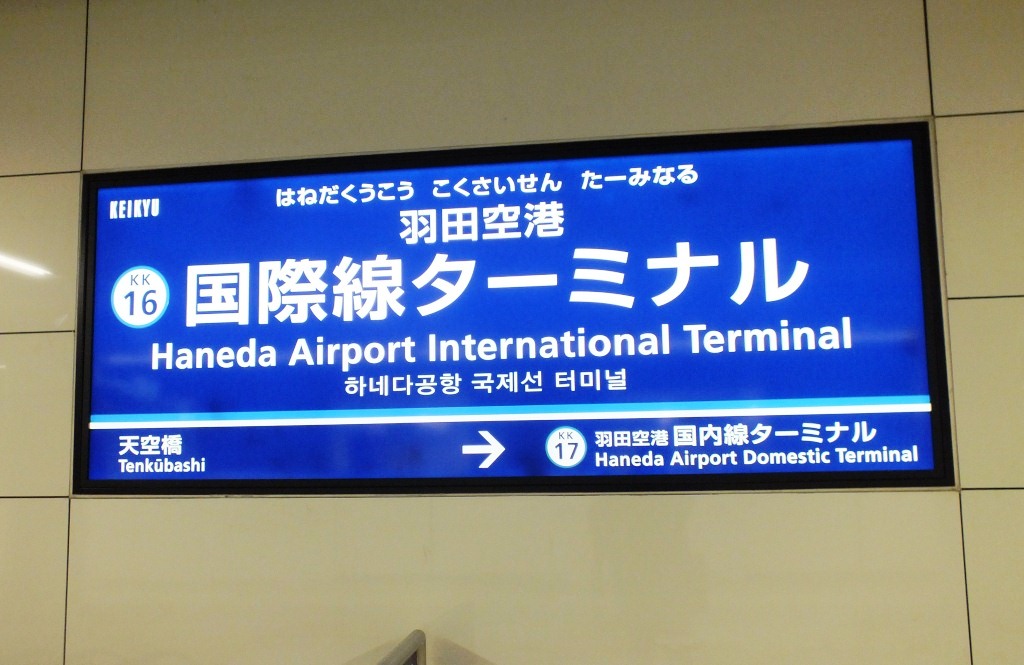 KEIKYU
はねだくうこう こくさいせん たーみなる
羽田空港
KK
16
国際線ターミナル
Haneda Airport International Terminal
하네다공항 국제선 터미널
天空橋
Tenkūbashi
→
KK
17
羽田空港 国内線ターミナル
Haneda Airport Domestic Terminal